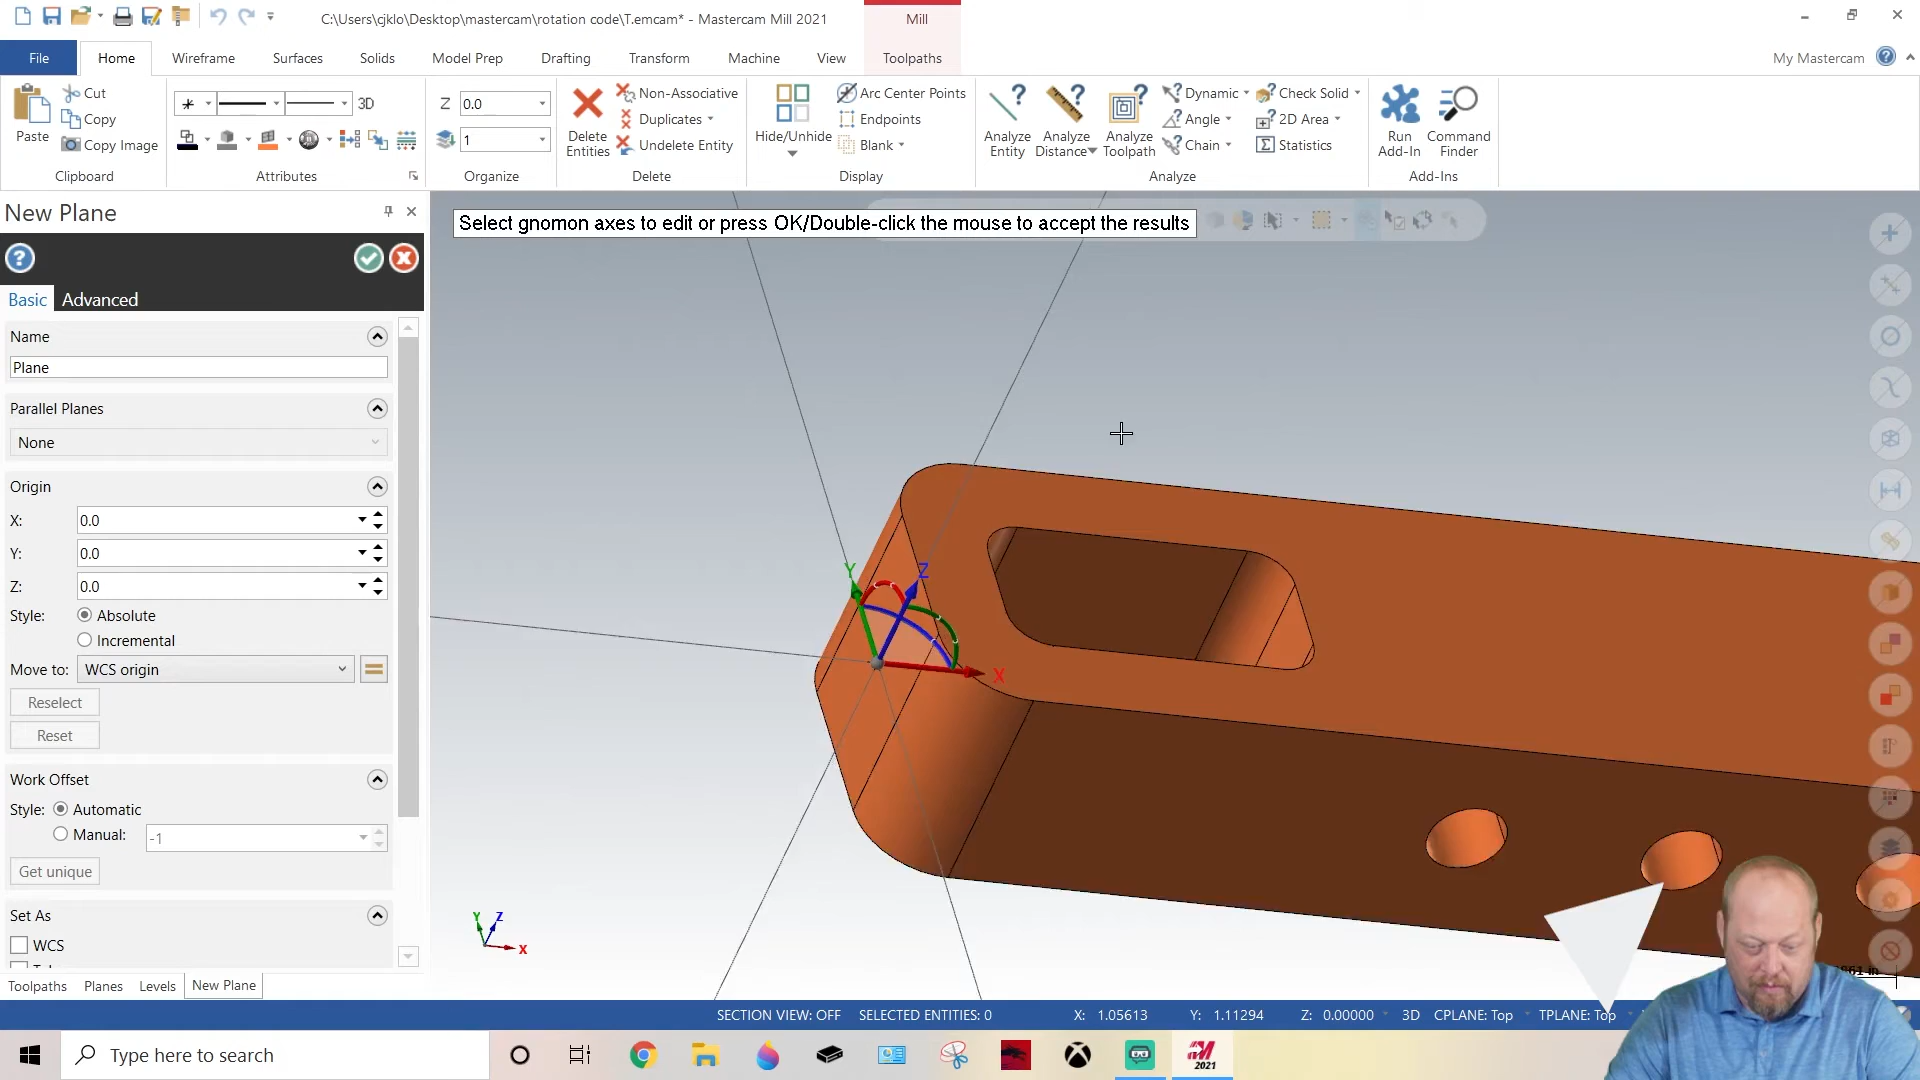 C:\Users\cjklo\Desktop\mastercam\rotation code\T.emcam* - Mastercam Mill 2021
Mill
File Home Wireframe Surfaces Solids Model Prep Drafting Transform Machine View Toolpaths My Mastercam
Paste
Cut
Copy
Copy Image
Clipboard
3D
Attributes
Z 0.0
1
Organize
Delete Entities
Non-Associative
Duplicates
Undelete Entity
Delete
Hide/Unhide
Arc Center Points
Endpoints
Blank
Display
Analyze Entity
Analyze Distance
Analyze Toolpath
Dynamic
Angle
Chain
Check Solid
2D Area
Statistics
Analyze
Run Add-In
Command Finder
Add-Ins
New Plane
Basic Advanced
Name
Plane
Parallel Planes
None
Origin
X: 0.0
Y: 0.0
Z: 0.0
Style: Absolute
Incremental
Move to: WCS origin
Reselect
Reset
Work Offset
Style: Automatic
Manual: -1
Get unique
Set As
WCS
Toolpaths Planes Levels New Plane
Select gnomon axes to edit or press OK/Double-click the mouse to accept the results
Y Z
X
Y Z
X
SECTION VIEW: OFF SELECTED ENTITIES: 0 X: 1.05613 Y: 1.11294 Z: 0.00000 3D CPLANE: Top TPLANE: Top
Type here to search
2021